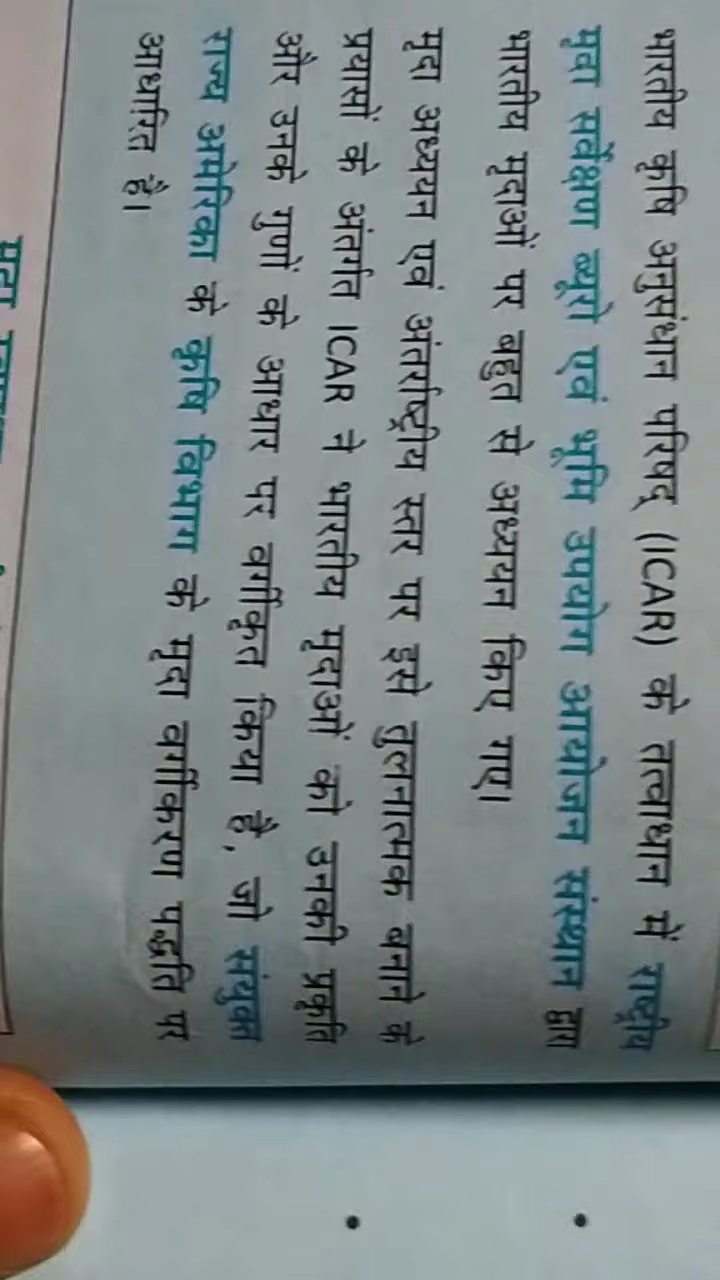 भारतीय कृषि अनुसंधान परिषद् (ICAR) के तत्वाधान में राष्ट्रीय
मृदा सर्वेक्षण ब्यूरो एवं भूमि उपयोग आयोजन संस्थान द्वारा
भारतीय मृदाओं पर बहुत से अध्ययन किए गए।
मृदा अध्ययन एवं अंतर्राष्ट्रीय स्तर पर इसे तुलनात्मक बनाने के
प्रयासों के अंतर्गत ICAR ने भारतीय मृदाओं को उनकी प्रकृति
और उनके गुणों के आधार पर वर्गीकृत किया है, जो संयुक्त
राज्य अमेरिका के कृषि विभाग के मृदा वर्गीकरण पद्धति पर
आधारित है।